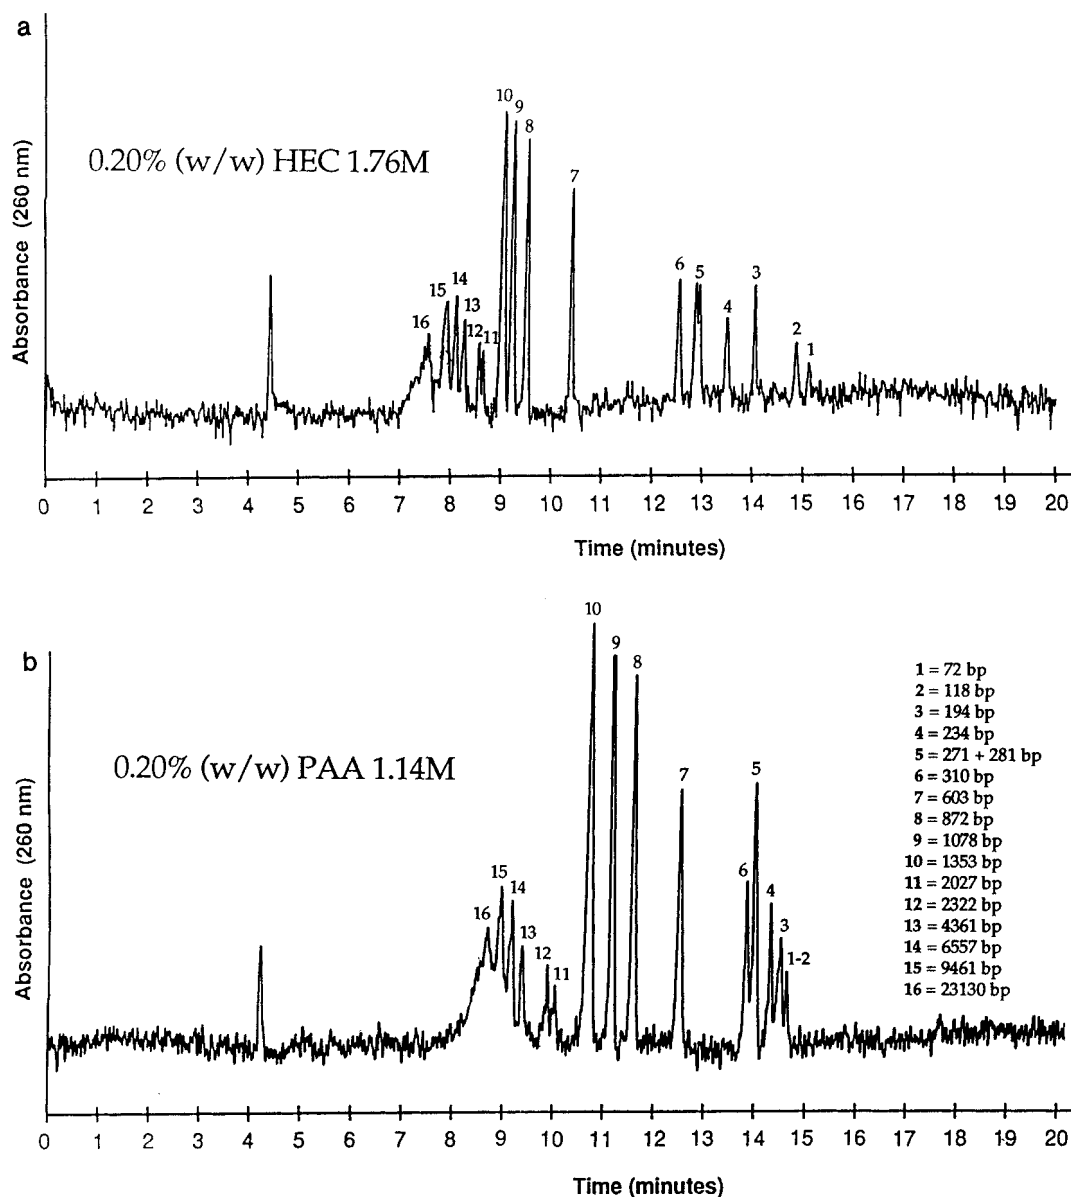 a
Absorbance (260 nm)
0.20% (w/w) HEC 1.76M
10
9
8
7
16
15
14
13
12
11
6
5
4
3
2
1
0 1 2 3 4 5 6 7 8 9 10 11 12 13 14 15 16 17 18 19 20
Time (minutes)
b
Absorbance (260 nm)
0.20% (w/w) PAA 1.14M
10
9
8
7
16
15
14
13
12
11
6
5
4
3
1-2
1 = 72 bp
2 = 118 bp
3 = 194 bp
4 = 234 bp
5 = 271 + 281 bp
6 = 310 bp
7 = 603 bp
8 = 872 bp
9 = 1078 bp
10 = 1353 bp
11 = 2027 bp
12 = 2322 bp
13 = 4361 bp
14 = 6557 bp
15 = 9461 bp
16 = 23130 bp
0 1 2 3 4 5 6 7 8 9 10 11 12 13 14 15 16 17 18 19 20
Time (minutes)